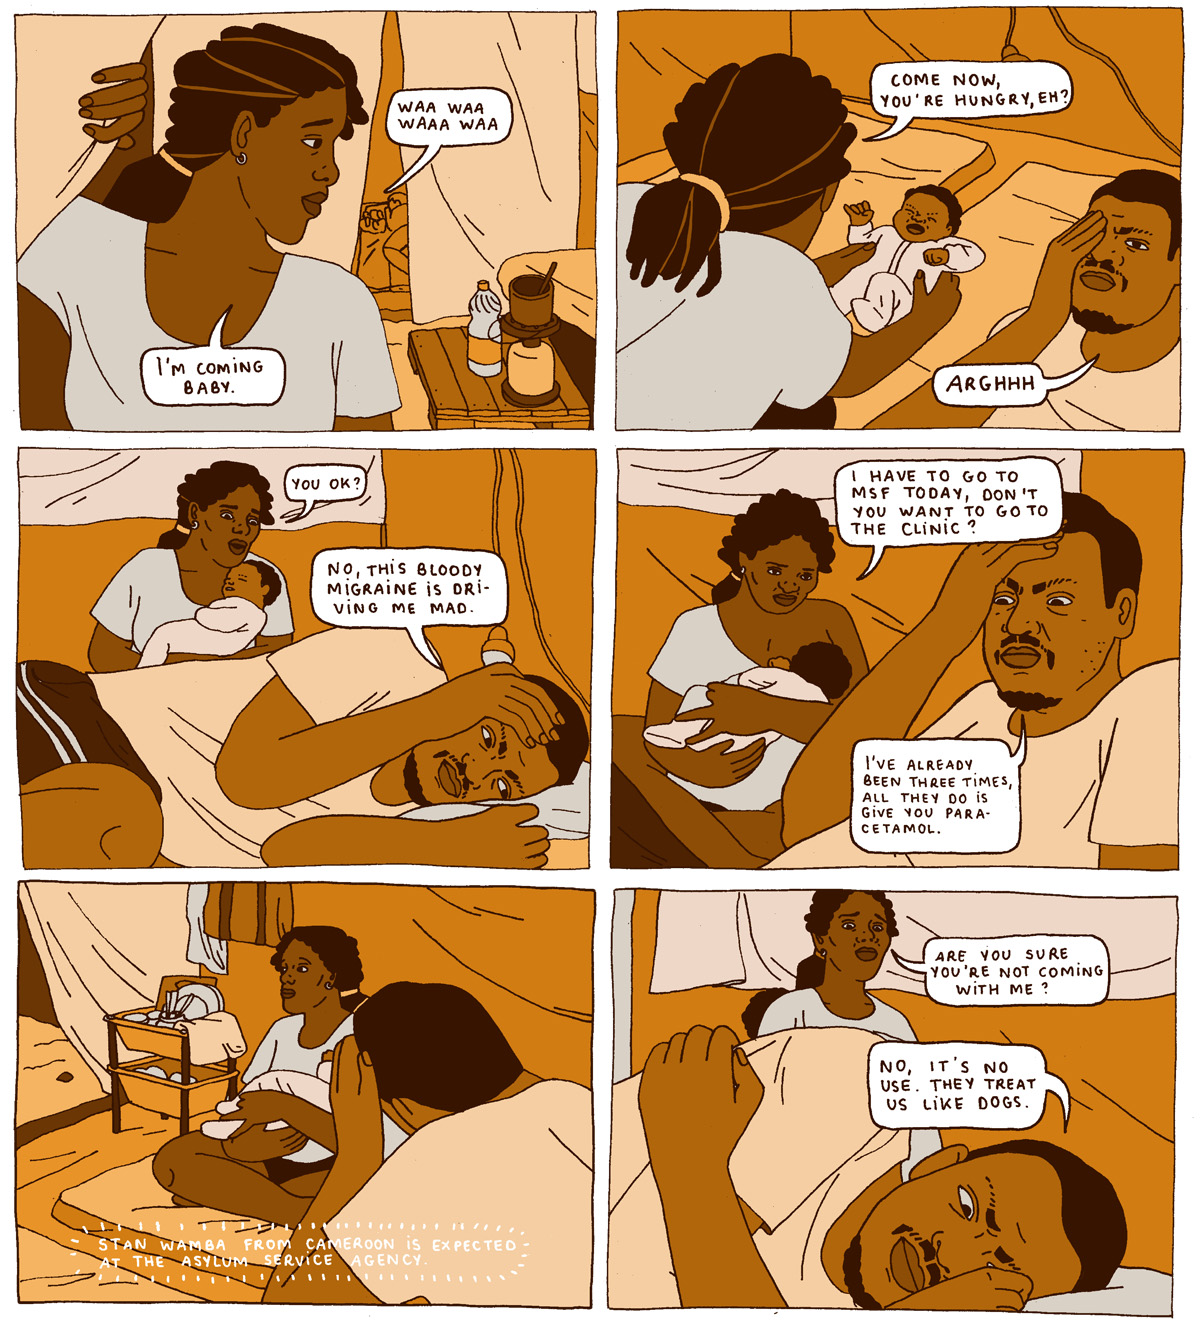 WAA WAA
WAAA WAA
I'M COMING
BABY.
COME NOW,
YOU'RE HUNGRY, EH?
ARGHHH
YOU OK?
NO, THIS BLOODY
MIGRAINE IS DRI-
VING ME MAD.
I HAVE TO GO TO
MSF TODAY, DON'T
YOU WANT TO GO TO
THE CLINIC?
I'VE ALREADY
BEEN THREE TIMES,
ALL THEY DO IS
GIVE YOU PARA-
CETAMOL.
STAN WAMBA FROM CAMEROON IS EXPECTED
AT THE ASYLUM SERVICE AGENCY.
ARE YOU SURE
YOU'RE NOT COMING
WITH ME?
NO, IT'S NO
USE. THEY TREAT
US LIKE DOGS.